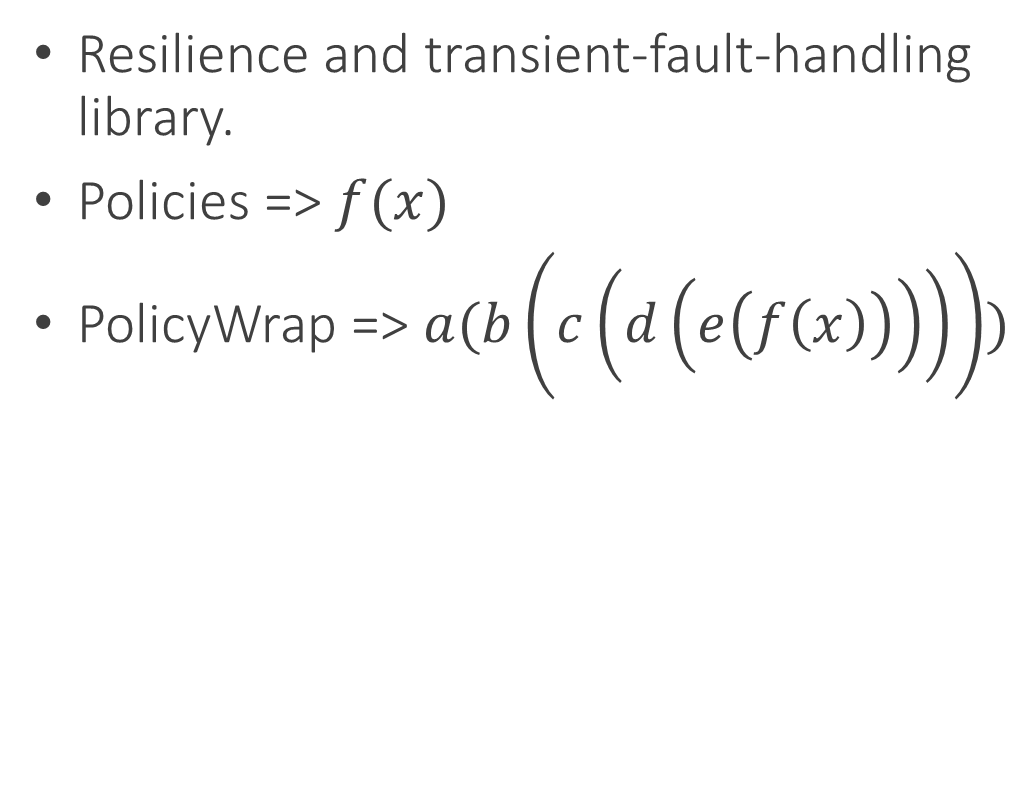 • Resilience and transient-fault-handling
library.
• Policies => f(x)
• PolicyWrap => a(b(c(d(e(f(x))))))